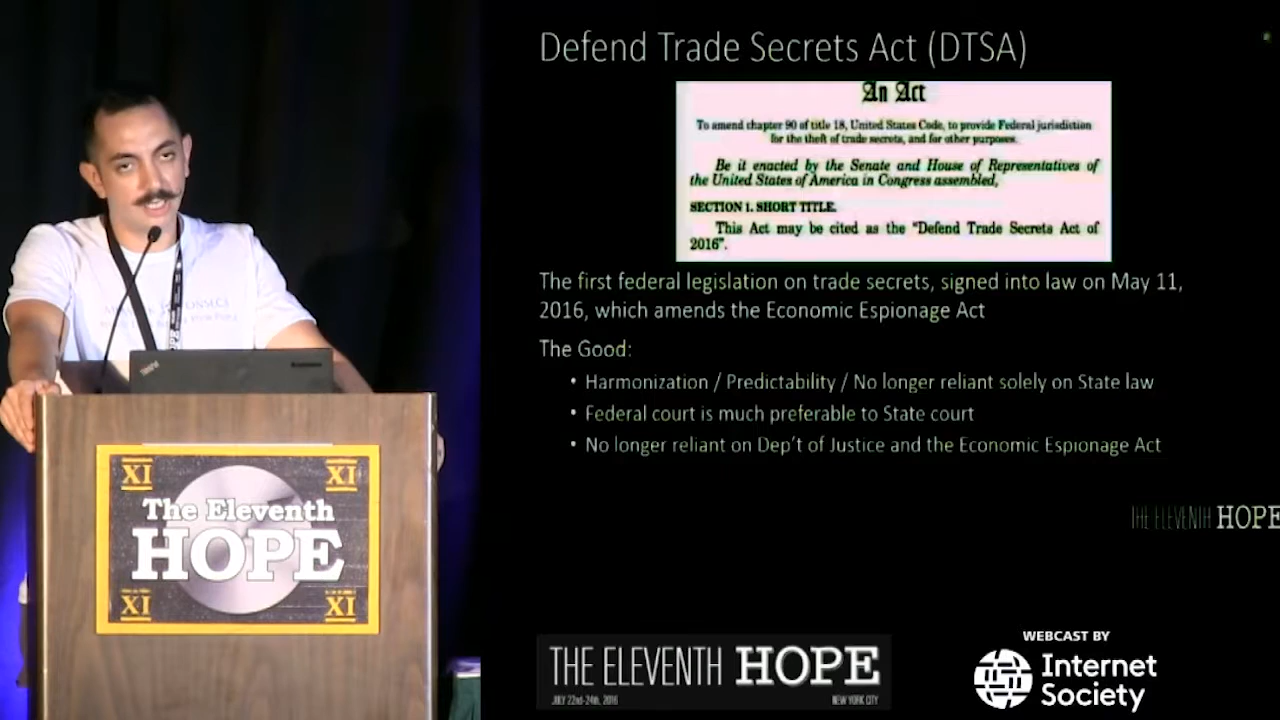 Defend Trade Secrets Act (DTSA)
An Act
To amend chapter 90 of title 18, United States Code, to provide Federal jurisdiction
for the theft of trade secrets, and for other purposes.
Be it enacted by the Senate and House of Representatives of
the United States of America in Congress assembled,
SECTION 1. SHORT TITLE.
This Act may be cited as the "Defend Trade Secrets Act of
2016".
The first federal legislation on trade secrets, signed into law on May 11,
2016, which amends the Economic Espionage Act
The Good:
• Harmonization / Predictability / No longer reliant solely on State law
• Federal court is much preferable to State court
• No longer reliant on Dep't of Justice and the Economic Espionage Act
THE ELEVENTH HOPE
XI XI
The Eleventh
HOPE
XI XI
THE ELEVENTH HOPE
JULY 22nd-24th, 2016 NEW YORK CITY
WEBCAST BY
Internet
Society
ThinkPad
HOPE